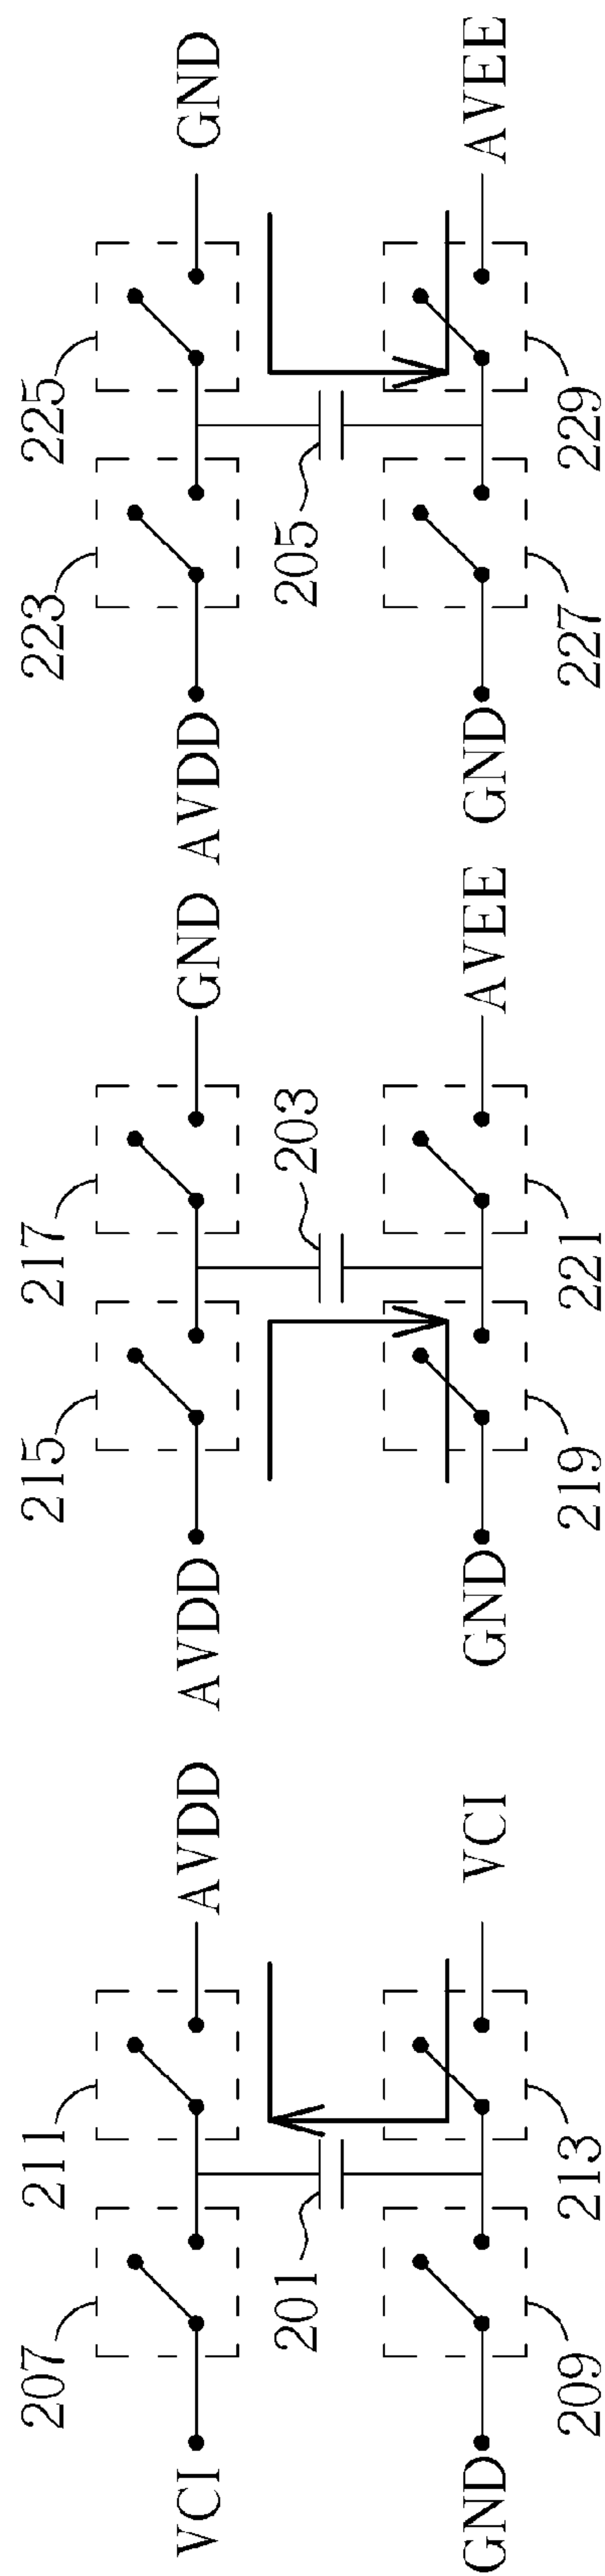 207
211
VCI
AVDD
201
GND
VCI
209
213
215
217
AVDD
GND
203
GND
AVEE
219
221
223
225
AVDD
GND
205
GND
AVEE
227
229